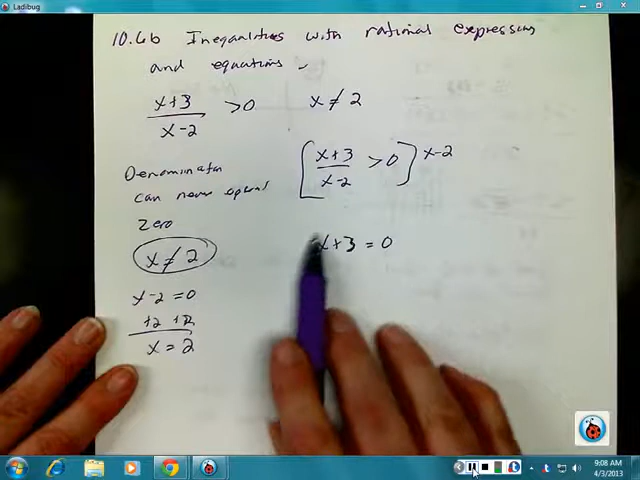 Ladibug
10.6b Inequalities with rational expressions
and equations
x+3 / x-2 >0 x≠2
[ x+3 / x-2 >0 ] x-2
Denominator
can never equal
Zero
x≠2
x+3 = 0
x-2 =0
+2 +2
x = 2
9:08 AM
4/3/2013